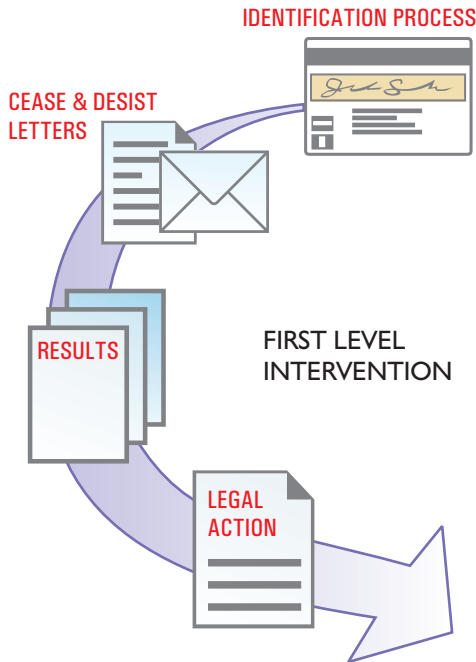 IDENTIFICATION PROCESS
CEASE & DESIST
LETTERS
RESULTS
FIRST LEVEL
INTERVENTION
LEGAL
ACTION